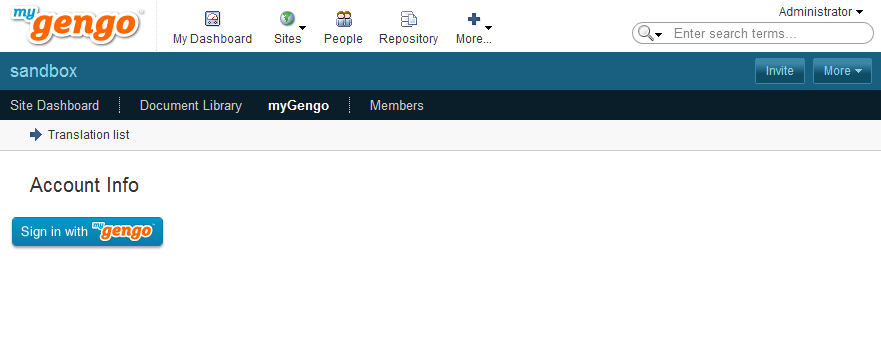 my gengo
Administrator
My Dashboard Sites People Repository More...
Enter search terms...
sandbox Invite More
Site Dashboard Document Library myGengo Members
Translation list
Account Info
Sign in with my gengo